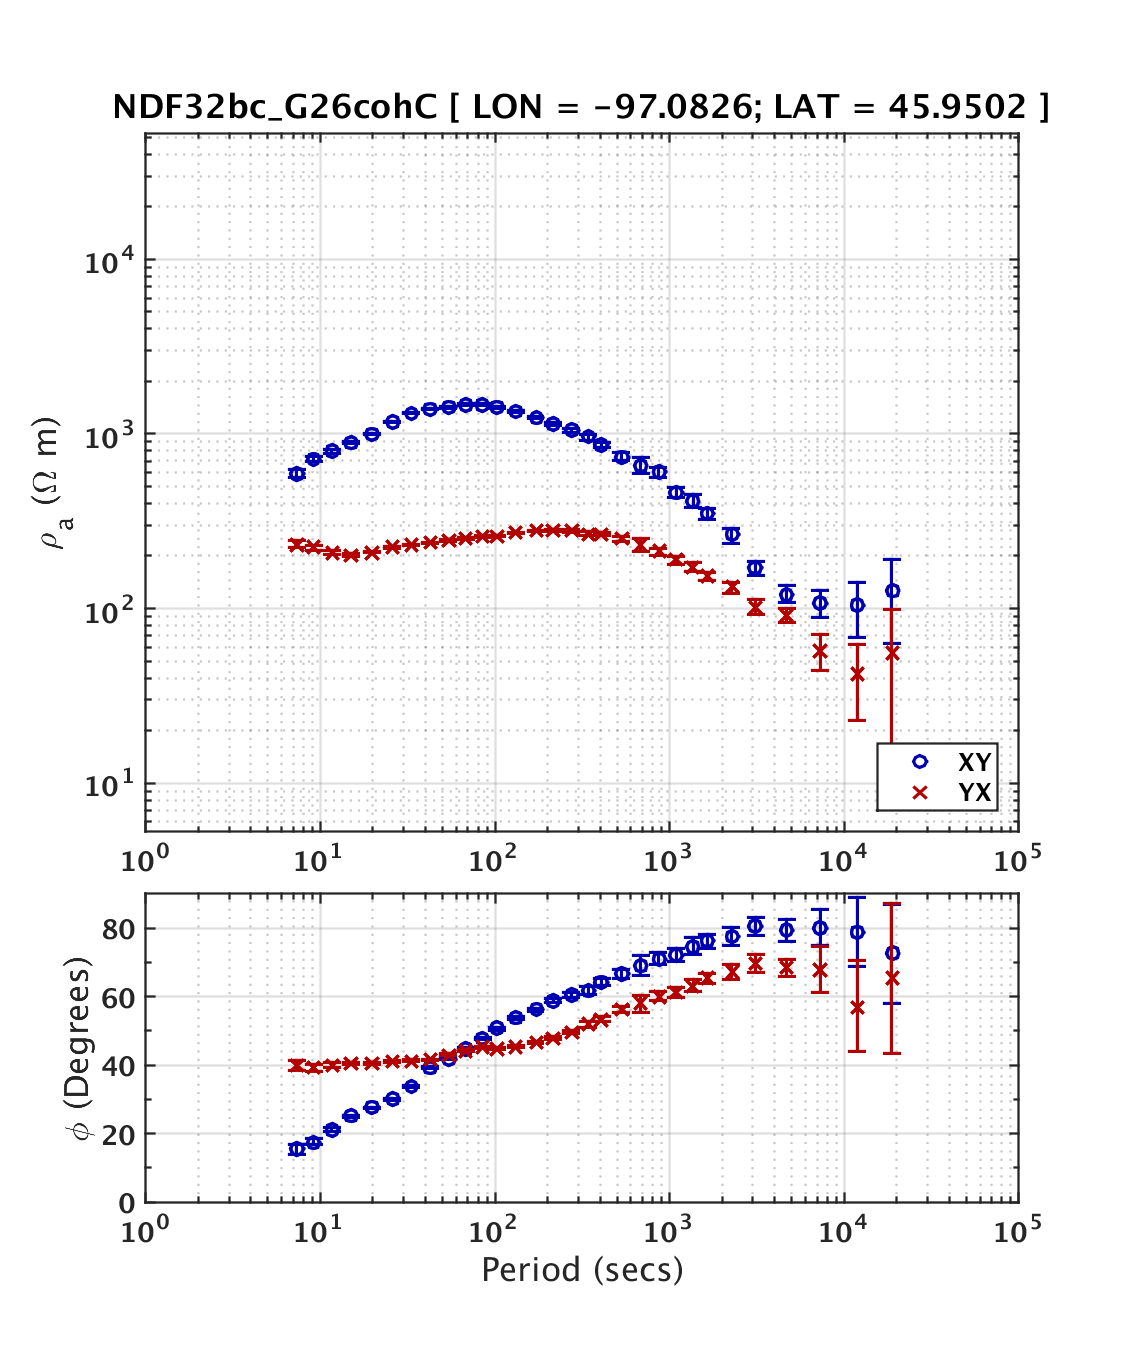 NDF32bc_G26cohC [ LON = -97.0826; LAT = 45.9502 ]
10^4
10^3
10^2
10^1
ρ_a (Ω m)
XY
YX
10^0 10^1 10^2 10^3 10^4 10^5
80
60
40
20
0
ϕ (Degrees)
10^0 10^1 10^2 10^3 10^4 10^5
Period (secs)